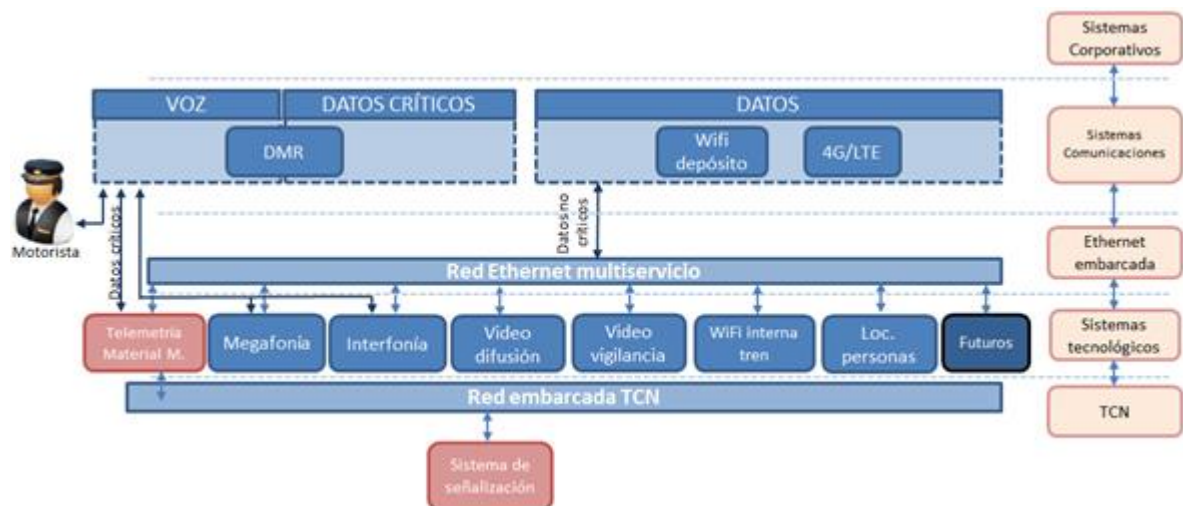 Sistemas
Corporativos
VOZ
DATOS CRÍTICOS
DATOS
DMR
Wifi
depósito
4G/LTE
Sistemas
Comunicaciones
Motorista
Datos críticos
Datos no
críticos
Ethernet
embarcada
Red Ethernet multiservicio
Telemetría
Material M.
Megafonía
Interfonía
Video
difusión
Video
vigilancia
WiFi interna
tren
Loc.
personas
Futuros
Sistemas
tecnológicos
Red embarcada TCN
TCN
Sistema de
señalización